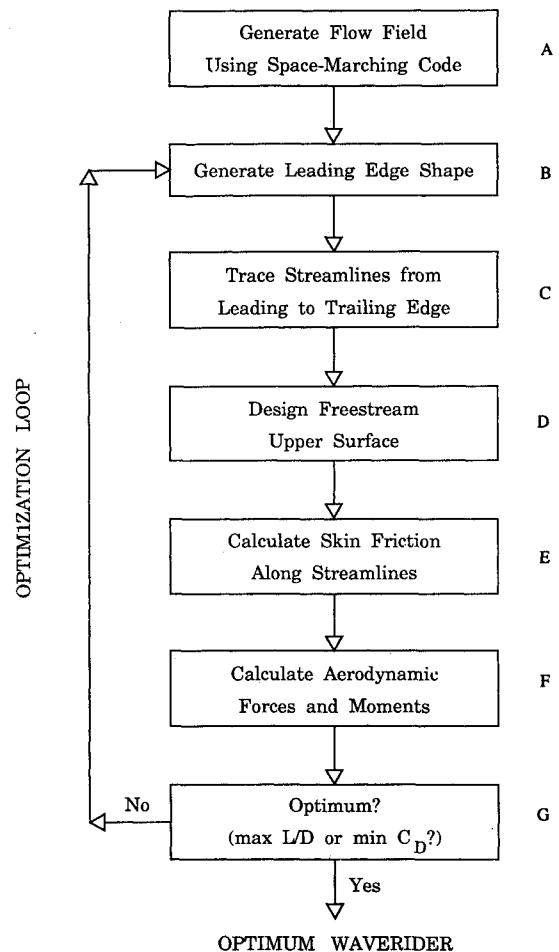 Generate Flow Field
Using Space-Marching Code
A
Generate Leading Edge Shape
B
Trace Streamlines from
Leading to Trailing Edge
C
Design Freestream
Upper Surface
D
Calculate Skin Friction
Along Streamlines
E
Calculate Aerodynamic
Forces and Moments
F
Optimum?
(max L/D or min C_D?)
G
No
Yes
OPTIMIZATION LOOP
OPTIMUM WAVERIDER